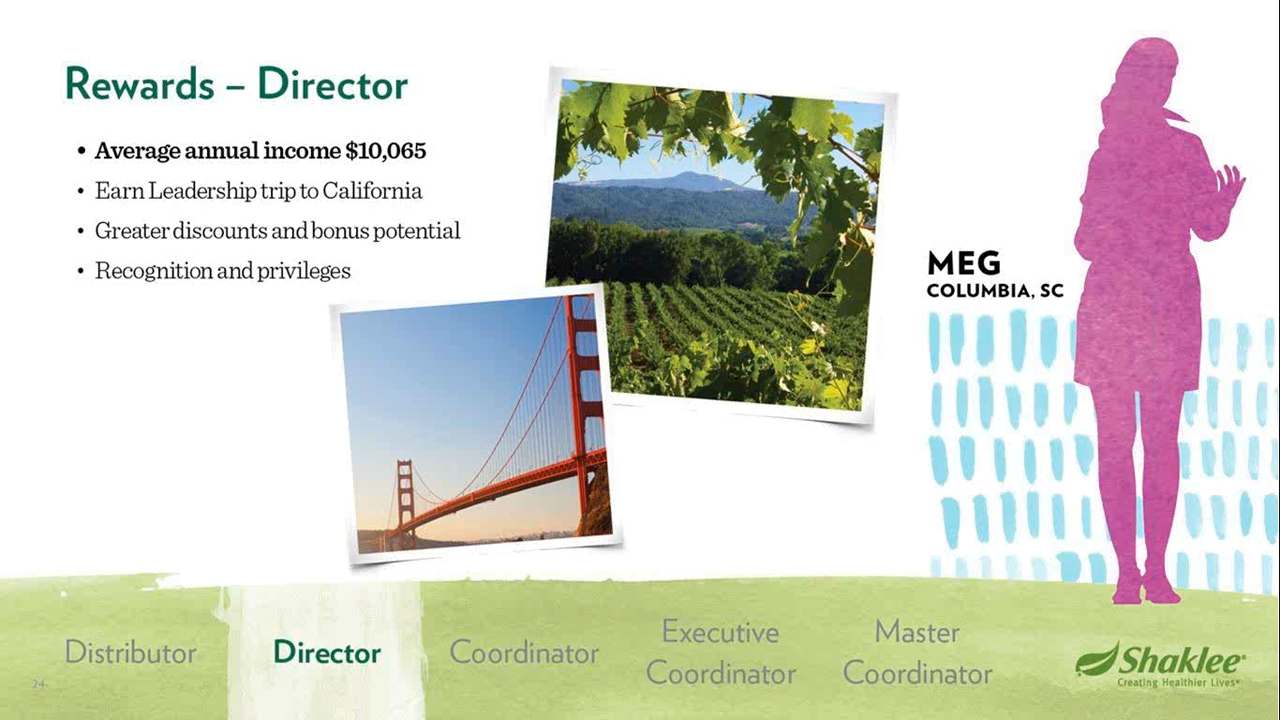 Rewards – Director
• Average annual income $10,065
• Earn Leadership trip to California
• Greater discounts and bonus potential
• Recognition and privileges
MEG
COLUMBIA, SC
Distributor
Director
Coordinator
Executive
Coordinator
Master
Coordinator
24
Shaklee®
Creating Healthier Lives®